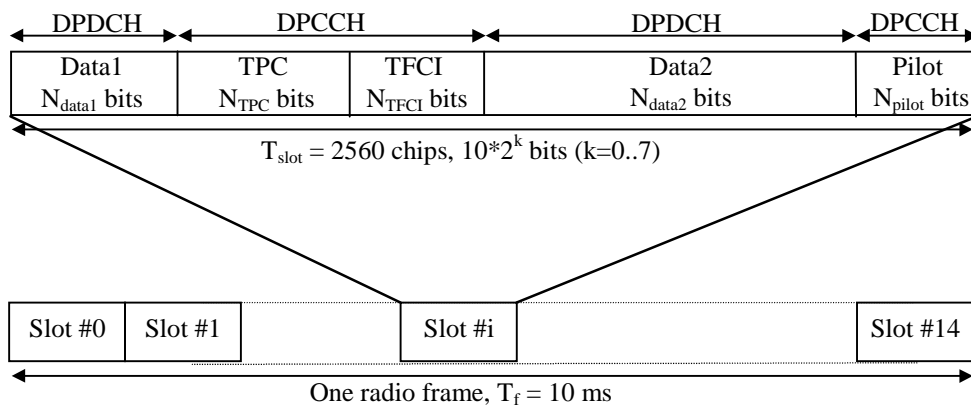 DPDCH DPCCH DPDCH DPCCH
Data1 TPC TFCI Data2 Pilot
N_data1 bits N_TPC bits N_TFCI bits N_data2 bits N_pilot bits
T_slot = 2560 chips, 10*2^k bits (k=0..7)
Slot #0 Slot #1 Slot #i Slot #14
One radio frame, T_f = 10 ms